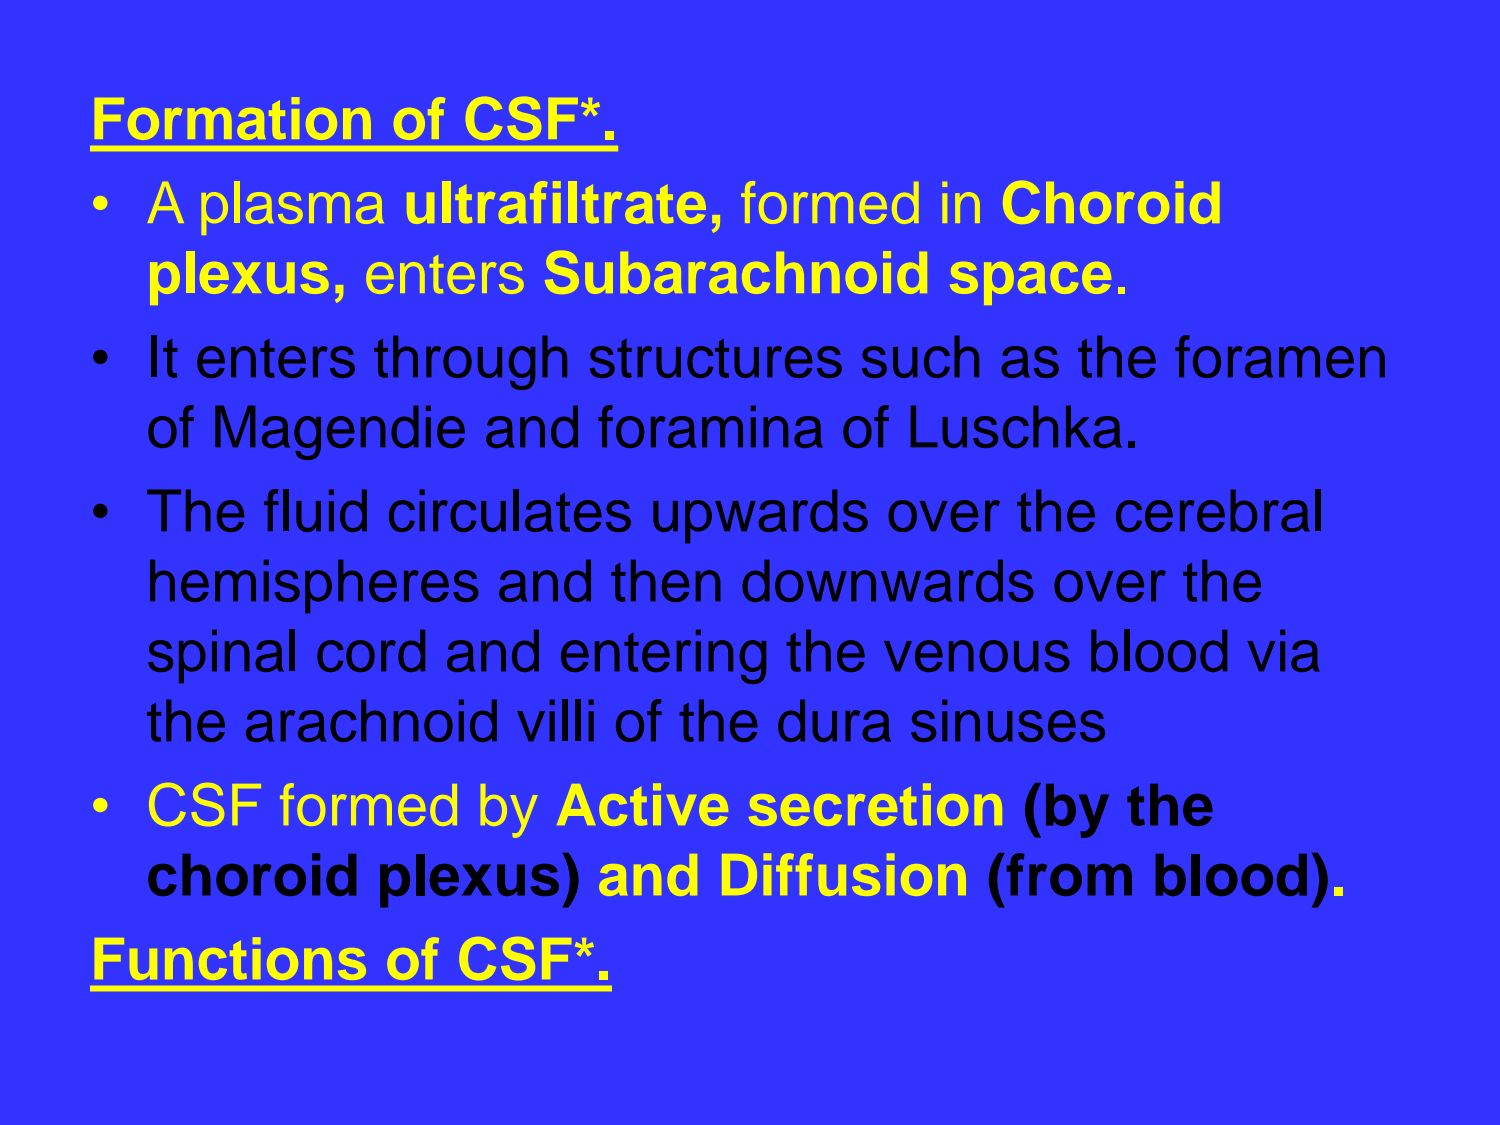 Formation of CSF*.
• A plasma ultrafiltrate, formed in Choroid
plexus, enters Subarachnoid space.
• It enters through structures such as the foramen
of Magendie and foramina of Luschka.
• The fluid circulates upwards over the cerebral
hemispheres and then downwards over the
spinal cord and entering the venous blood via
the arachnoid villi of the dura sinuses
• CSF formed by Active secretion (by the
choroid plexus) and Diffusion (from blood).
Functions of CSF*.